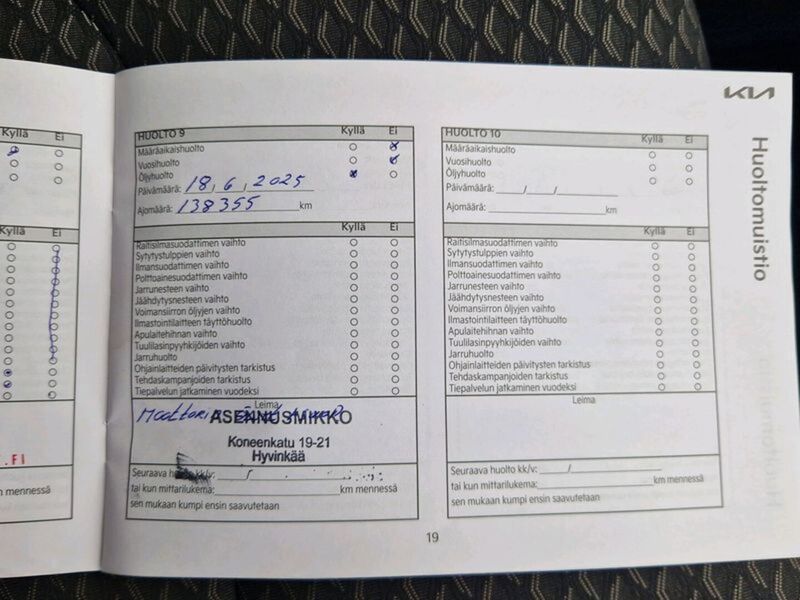 KIA
Huoltomuistio
Kyllä Ei
Kyllä Ei
.FI
n mennessä
HUOLTO 9 Kyllä Ei
Määräaikaishuolto
Vuosihuolto
Öljyhuolto
Päivämäärä: 18, 6, 2025
Ajomäärä: 138355 km
Kyllä Ei
Raitisilmasuodattimen vaihto
Sytytystulppien vaihto
Ilmansuodattimen vaihto
Polttoainesuodattimen vaihto
Jarrunesteen vaihto
Jäähdytysnesteen vaihto
Voimansiirron öljyjen vaihto
Ilmastointilaitteen täyttöhuolto
Apulaitehihnan vaihto
Tuulilasinpyyhkijöiden vaihto
Jarruhuolto
Ohjainlaitteiden päivitysten tarkistus
Tehdaskampanjoiden tarkistus
Tiepalvelun jatkaminen vuodeksi
Leima
Moottori
ASENNUSMIKKO
Koneenkatu 19-21
Hyvinkää
Seuraava huolto kk/v: /
tai kun mittarilukema: km mennessä
sen mukaan kumpi ensin saavutetaan
HUOLTO 10 Kyllä Ei
Määräaikaishuolto
Vuosihuolto
Öljyhuolto
Päivämäärä: / /
Ajomäärä: km
Kyllä Ei
Raitisilmasuodattimen vaihto
Sytytystulppien vaihto
Ilmansuodattimen vaihto
Polttoainesuodattimen vaihto
Jarrunesteen vaihto
Jäähdytysnesteen vaihto
Voimansiirron öljyjen vaihto
Ilmastointilaitteen täyttöhuolto
Apulaitehihnan vaihto
Tuulilasinpyyhkijöiden vaihto
Jarruhuolto
Ohjainlaitteiden päivitysten tarkistus
Tehdaskampanjoiden tarkistus
Tiepalvelun jatkaminen vuodeksi
Leima
Seuraava huolto kk/v: /
tai kun mittarilukema: km mennessä
sen mukaan kumpi ensin saavutetaan
19